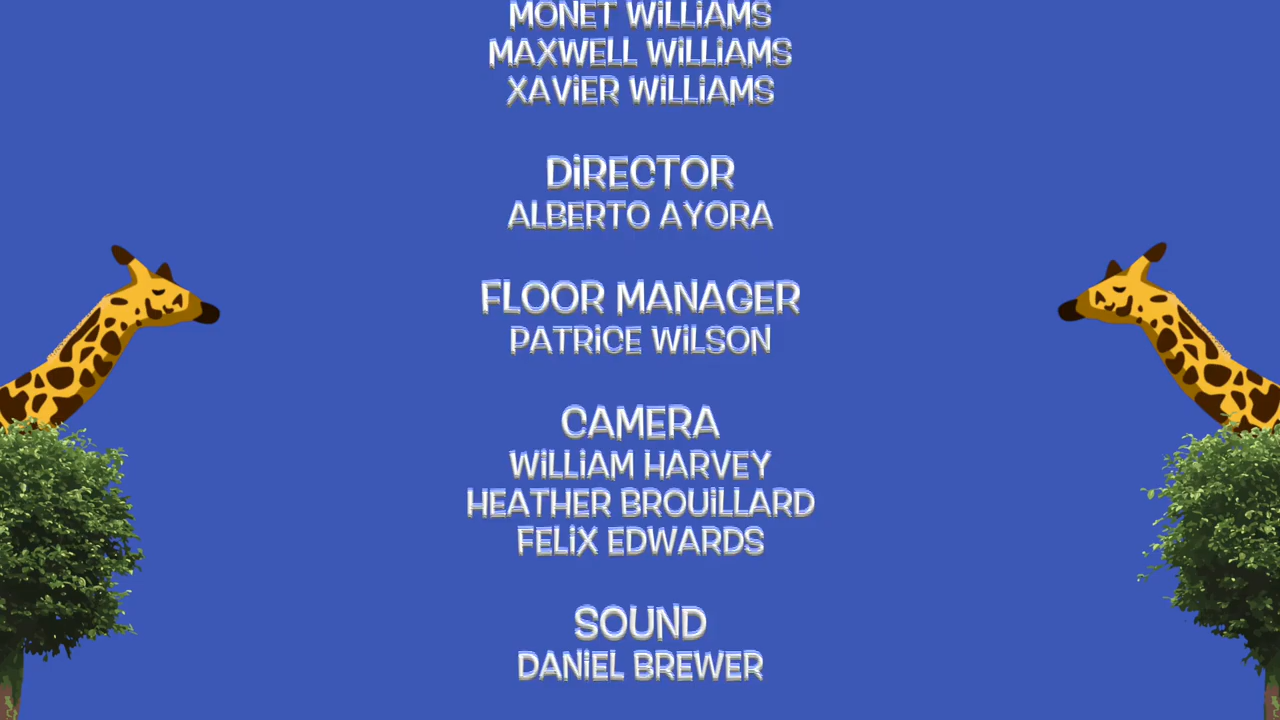 MONET WILLIAMS
MAXWELL WILLIAMS
XAVIER WILLIAMS
DIRECTOR
ALBERTO AYORA
FLOOR MANAGER
PATRICE WILSON
CAMERA
WILLIAM HARVEY
HEATHER BROUILLARD
FELIX EDWARDS
SOUND
DANIEL BREWER